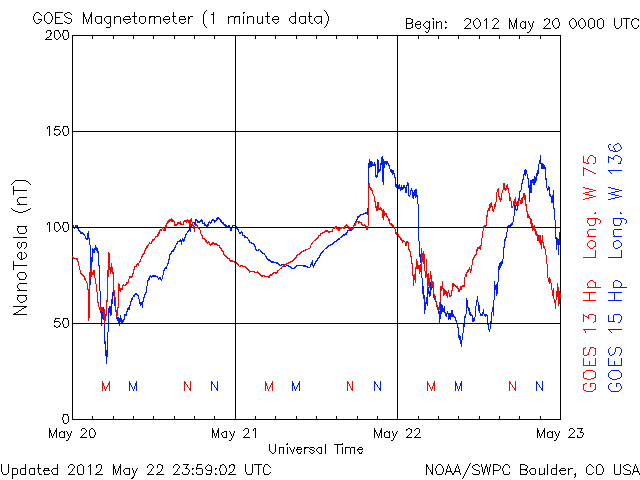 GOES Magnetometer (1 minute data)
Begin: 2012 May 20 0000 UTC
200
150
100
50
0
NanoTesla (nT)
M M N N M M N N M M N N
May 20 May 21 May 22 May 23
Universal Time
GOES 13 Hp Long. W 75
GOES 15 Hp Long. W 136
Updated 2012 May 22 23:59:02 UTC
NOAA/SWPC Boulder, CO USA